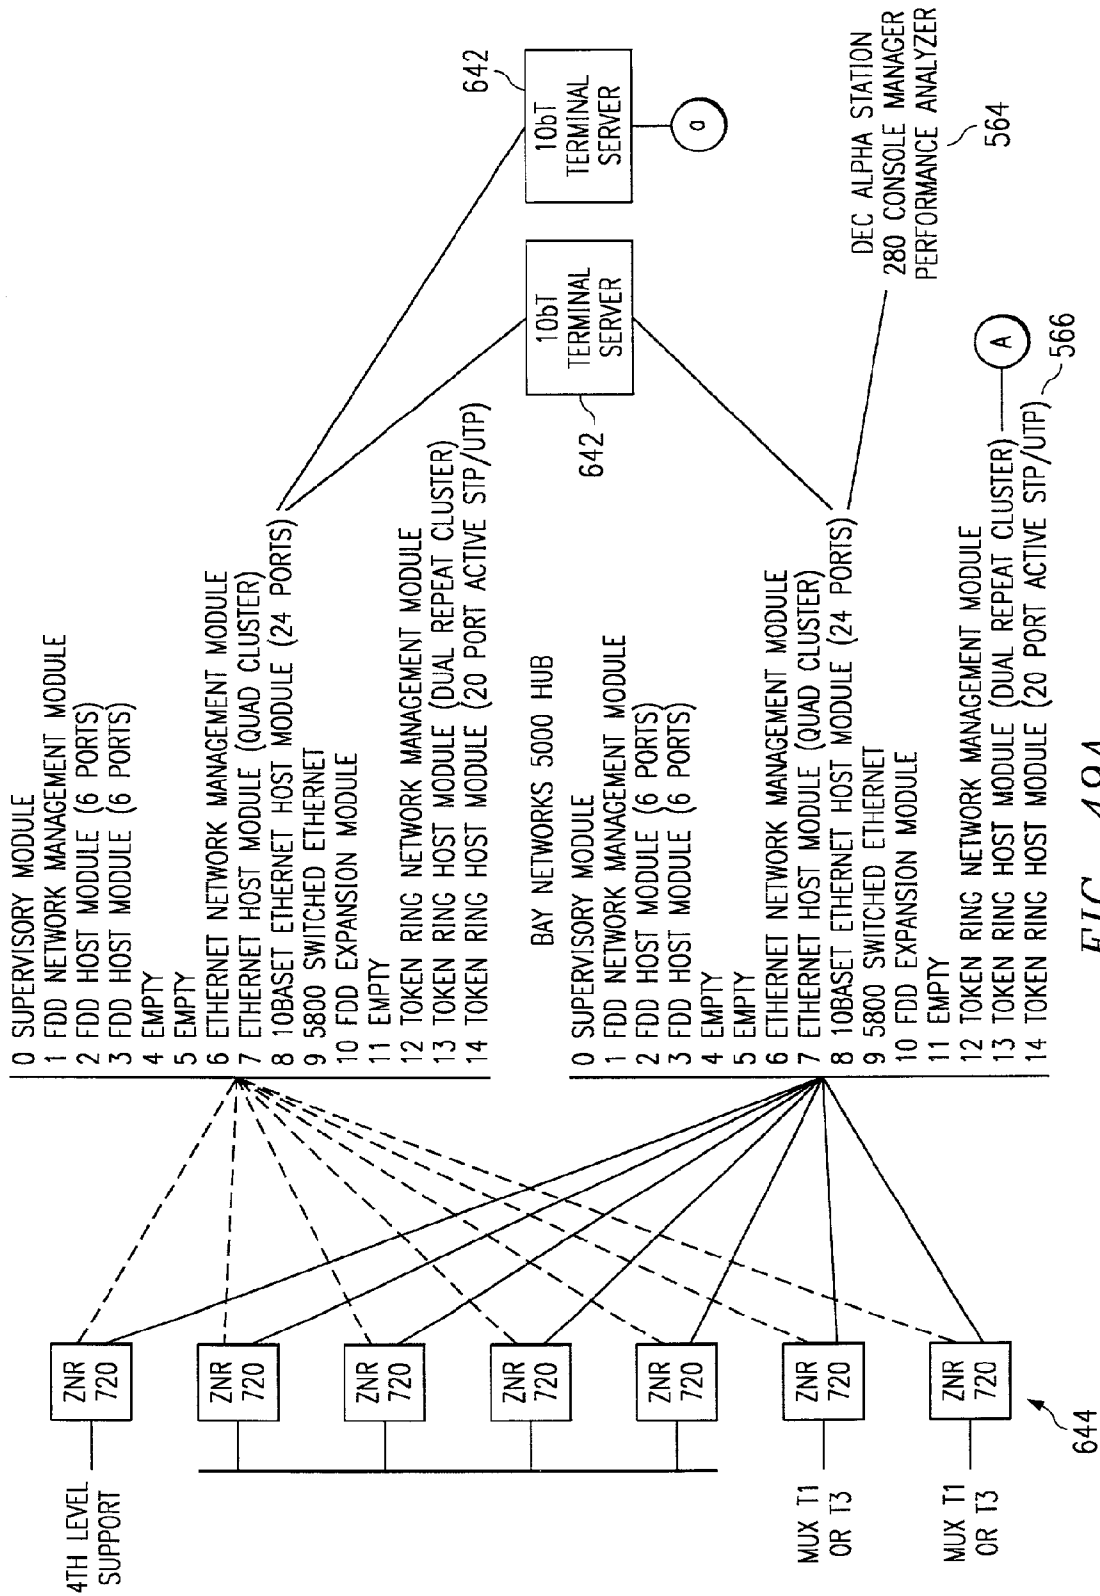 4TH LEVEL
SUPPORT
MUX T1
OR T3
MUX T1
OR T3
ZNR
720
ZNR
720
ZNR
720
ZNR
720
ZNR
720
ZNR
720
ZNR
720
644
0 SUPERVISORY MODULE
1 FDD NETWORK MANAGEMENT MODULE
2 FDD HOST MODULE (6 PORTS)
3 FDD HOST MODULE (6 PORTS)
4 EMPTY
5 EMPTY
6 ETHERNET NETWORK MANAGEMENT MODULE
7 ETHERNET HOST MODULE (QUAD CLUSTER)
8 10BASET ETHERNET HOST MODULE (24 PORTS)
9 5800 SWITCHED ETHERNET
10 FDD EXPANSION MODULE
11 EMPTY
12 TOKEN RING NETWORK MANAGEMENT MODULE
13 TOKEN RING HOST MODULE (DUAL REPEAT CLUSTER)
14 TOKEN RING HOST MODULE (20 PORT ACTIVE STP/UTP)
BAY NETWORKS 5000 HUB
0 SUPERVISORY MODULE
1 FDD NETWORK MANAGEMENT MODULE
2 FDD HOST MODULE (6 PORTS)
3 FDD HOST MODULE (6 PORTS)
4 EMPTY
5 EMPTY
6 ETHERNET NETWORK MANAGEMENT MODULE
7 ETHERNET HOST MODULE (QUAD CLUSTER)
8 10BASET ETHERNET HOST MODULE (24 PORTS)
9 5800 SWITCHED ETHERNET
10 FDD EXPANSION MODULE
11 EMPTY
12 TOKEN RING NETWORK MANAGEMENT MODULE
13 TOKEN RING HOST MODULE (DUAL REPEAT CLUSTER)
14 TOKEN RING HOST MODULE (20 PORT ACTIVE STP/UTP)
566
A
642
10bT
TERMINAL
SERVER
642
10bT
TERMINAL
SERVER
a
DEC ALPHA STATION
280 CONSOLE MANAGER
PERFORMANCE ANALYZER
564
FIG. 49A